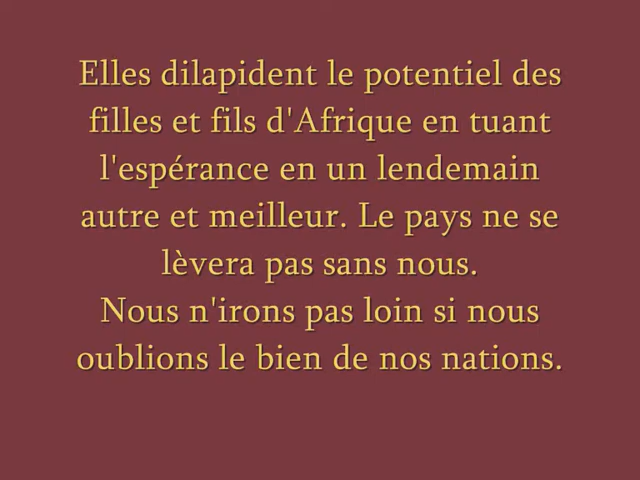 Elles dilapident le potentiel des
filles et fils d'Afrique en tuant
l'espérance en un lendemain
autre et meilleur. Le pays ne se
lèvera pas sans nous.
Nous n'irons pas loin si nous
oublions le bien de nos nations.